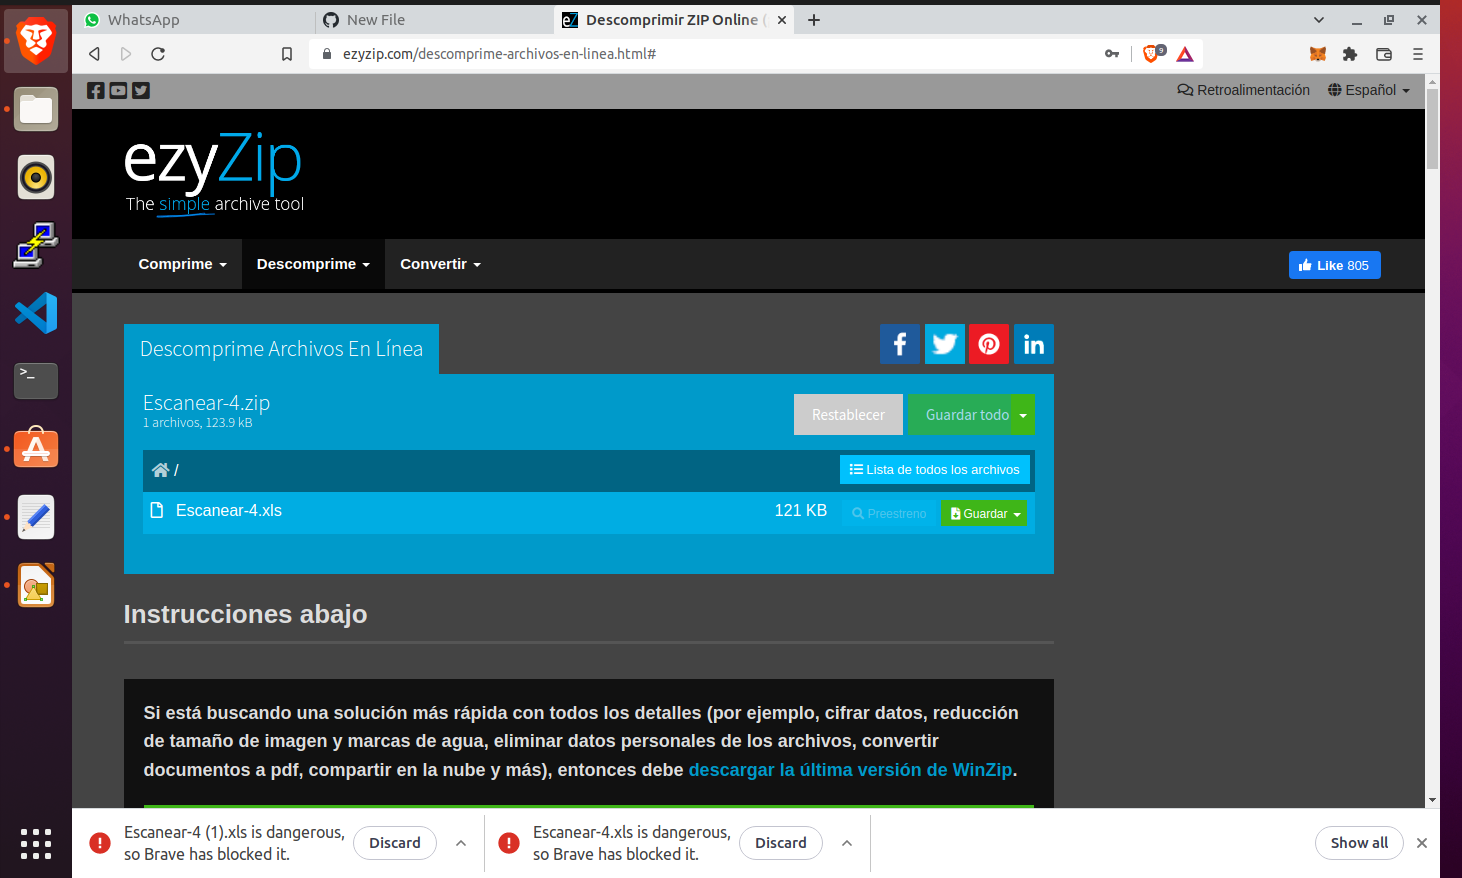 WhatsApp
New File
Descomprimir ZIP Online (
ezyzip.com/descomprime-archivos-en-linea.html#
9
Retroalimentación
Español
ezyZip
The simple archive tool
Comprime
Descomprime
Convertir
Like 805
Descomprime Archivos En Línea
Escanear-4.zip
1 archivos, 123.9 kB
Restablecer
Guardar todo
/
Lista de todos los archivos
Escanear-4.xls
121 KB
Preestreno
Guardar
Instrucciones abajo
Si está buscando una solución más rápida con todos los detalles (por ejemplo, cifrar datos, reducción
de tamaño de imagen y marcas de agua, eliminar datos personales de los archivos, convertir
documentos a pdf, compartir en la nube y más), entonces debe descargar la última versión de WinZip.
Escanear-4 (1).xls is dangerous,
so Brave has blocked it.
Discard
Escanear-4.xls is dangerous,
so Brave has blocked it.
Discard
Show all